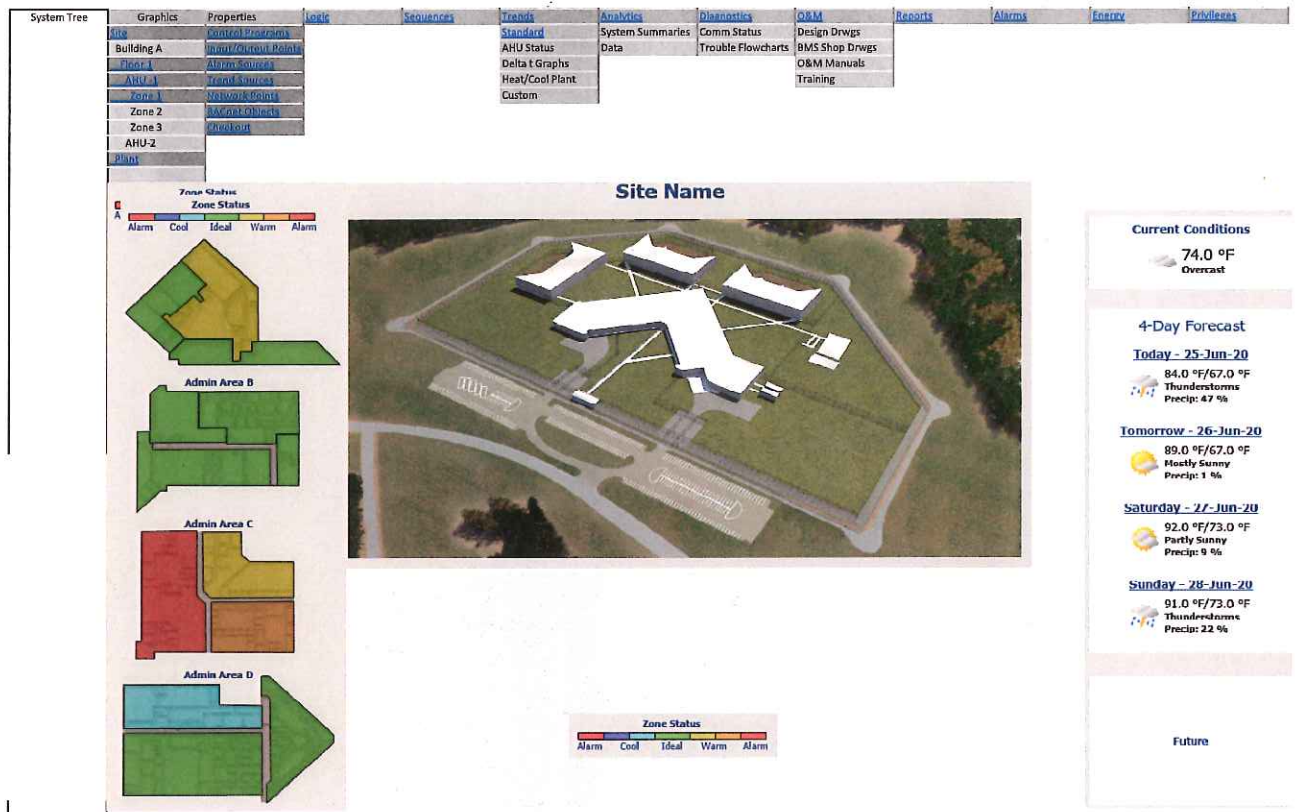 System Tree Graphics Properties Logic Sequences Trends Analytics Diagnostics O&M Reports Alarms Energy Privileges
Site Control Programs Standard System Summaries Comm Status Design Drwgs
Building A Input/Output Points AHU Status Data Trouble Flowcharts BMS Shop Drwgs
Floor 1 Alarm Sources Delta t Graphs O&M Manuals
AHU -1 Trend Sources Heat/Cool Plant Training
Zone 1 Network Points Custom
Zone 2 BACnet Objects
Zone 3 Checkout
AHU-2
Plant
Site Name
Zone Status
Zone Status
A
Alarm Cool Ideal Warm Alarm
Admin Area B
Admin Area C
Admin Area D
Zone Status
Alarm Cool Ideal Warm Alarm
Current Conditions
74.0 °F
Overcast
4-Day Forecast
Today - 25-Jun-20
84.0 °F/67.0 °F
Thunderstorms
Precip: 47 %
Tomorrow - 26-Jun-20
89.0 °F/67.0 °F
Mostly Sunny
Precip: 1 %
Saturday - 27-Jun-20
92.0 °F/73.0 °F
Partly Sunny
Precip: 9 %
Sunday - 28-Jun-20
91.0 °F/73.0 °F
Thunderstorms
Precip: 22 %
Future